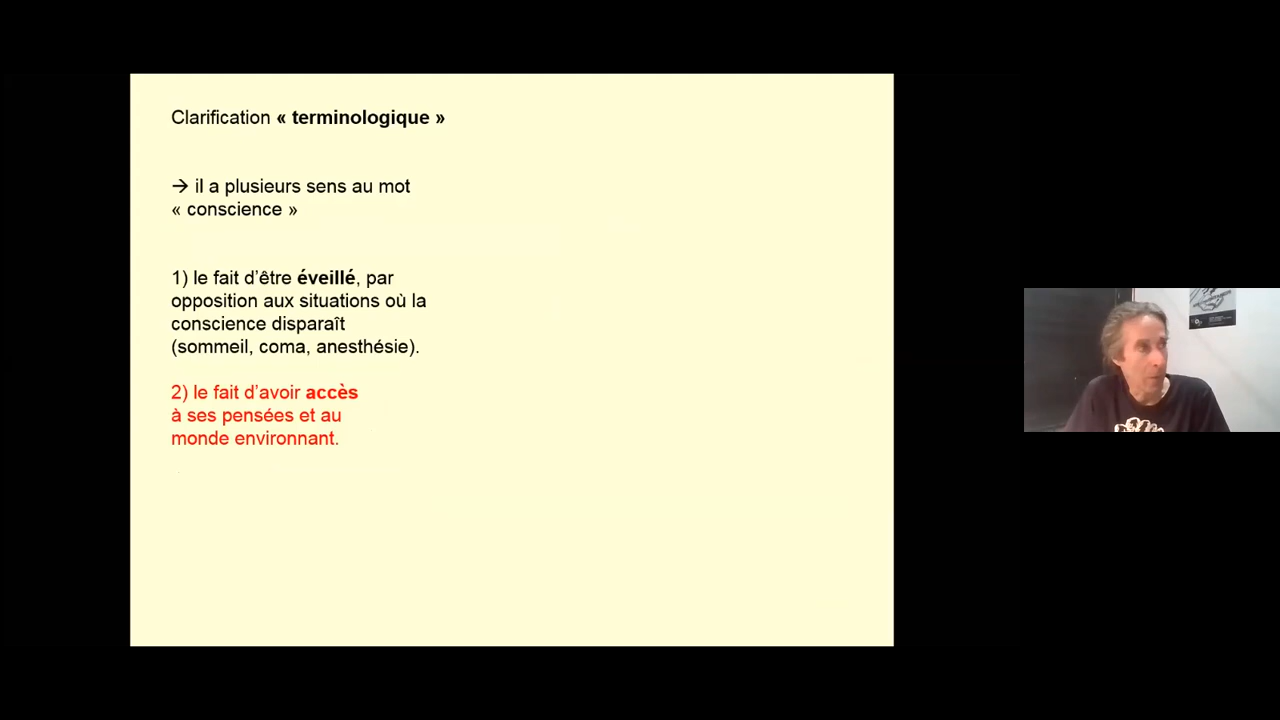 Clarification « terminologique »
→ il a plusieurs sens au mot
« conscience »
1) le fait d’être éveillé, par
opposition aux situations où la
conscience disparaît
(sommeil, coma, anesthésie).
2) le fait d’avoir accès
à ses pensées et au
monde environnant.